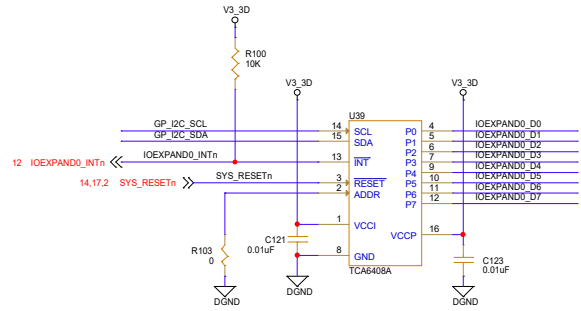 V3_3D
R100
10K
V3_3D
V3_3D
U39
GP_I2C_SCL 14 SCL P0 4 IOEXPAND0_D0
GP_I2C_SDA 15 SDA P1 5 IOEXPAND0_D1
P2 6 IOEXPAND0_D2
12 IOEXPAND0_INTn IOEXPAND0_INTn 13 INT P3 7 IOEXPAND0_D3
P4 9 IOEXPAND0_D4
14,17,2 SYS_RESETn SYS_RESETn 3 RESET P5 10 IOEXPAND0_D5
2 ADDR P6 11 IOEXPAND0_D6
P7 12 IOEXPAND0_D7
1 VCCI
VCCP 16
C121
0.01uF
R103
0
8 GND
TCA6408A
C123
0.01uF
DGND
DGND
DGND